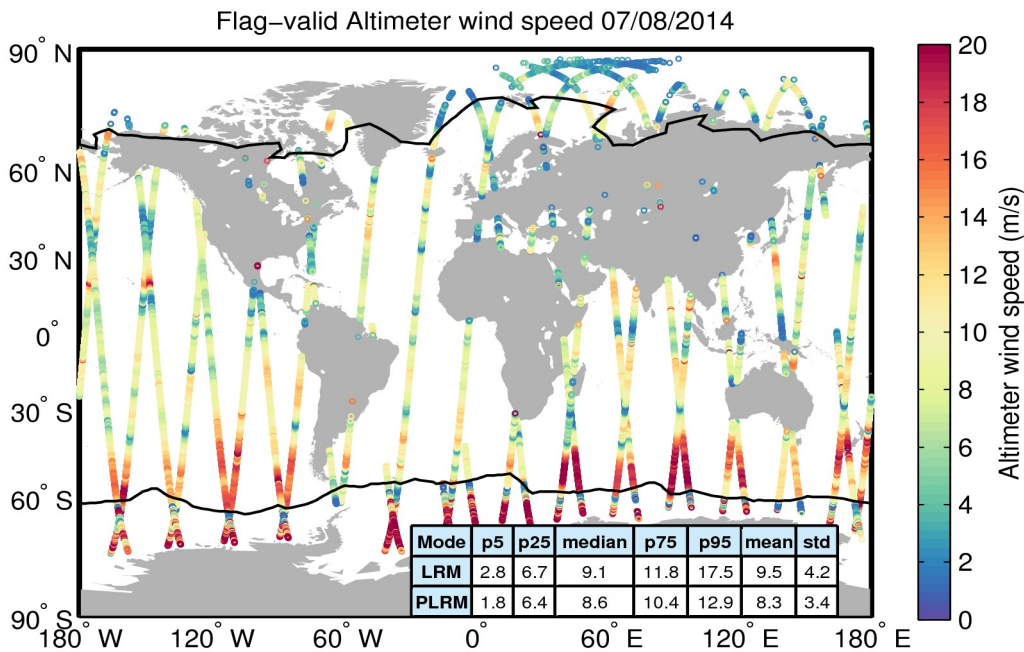 Flag−valid Altimeter wind speed 07/08/2014
90° N
60° N
30° N
0°
30° S
60° S
90° S
180° W
120° W
60° W
0°
60° E
120° E
180° E
Mode p5 p25 median p75 p95 mean std
LRM 2.8 6.7 9.1 11.8 17.5 9.5 4.2
PLRM 1.8 6.4 8.6 10.4 12.9 8.3 3.4
20
18
16
14
12
10
8
6
4
2
0
Altimeter wind speed (m/s)